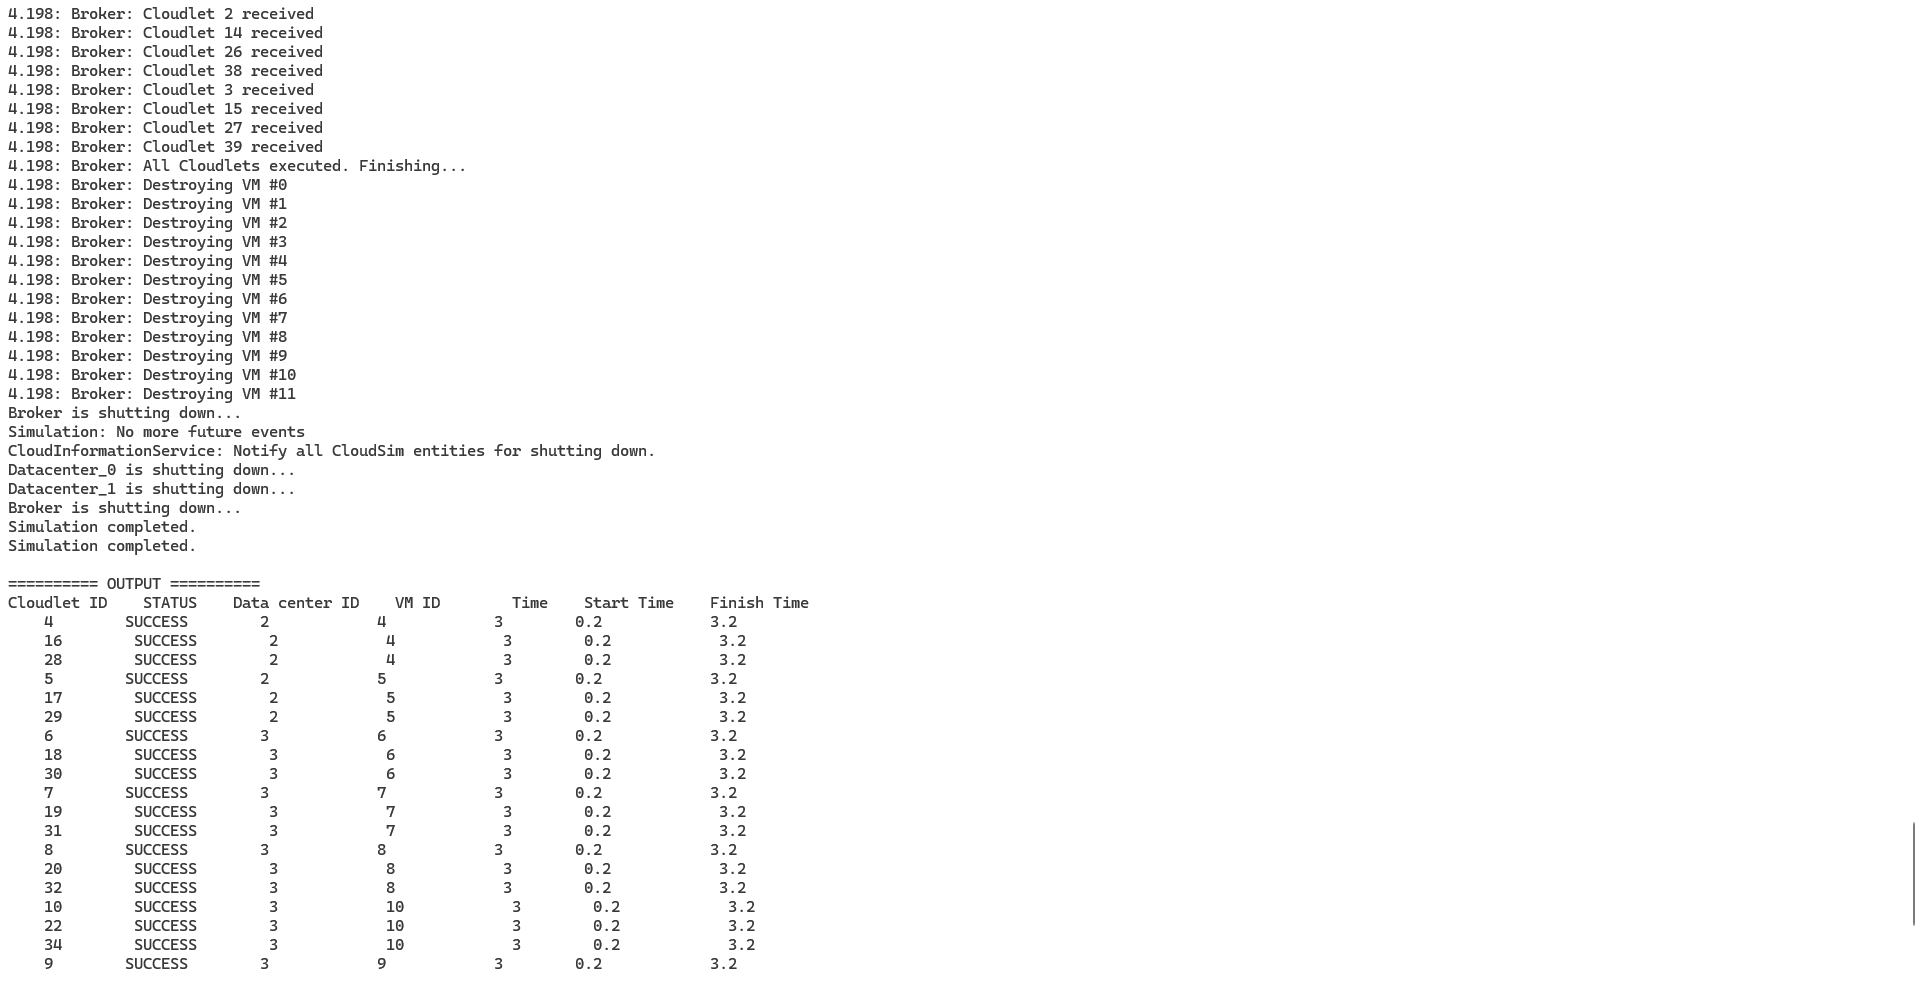 4.198: Broker: Cloudlet 2 received
4.198: Broker: Cloudlet 14 received
4.198: Broker: Cloudlet 26 received
4.198: Broker: Cloudlet 38 received
4.198: Broker: Cloudlet 3 received
4.198: Broker: Cloudlet 15 received
4.198: Broker: Cloudlet 27 received
4.198: Broker: Cloudlet 39 received
4.198: Broker: All Cloudlets executed. Finishing...
4.198: Broker: Destroying VM #0
4.198: Broker: Destroying VM #1
4.198: Broker: Destroying VM #2
4.198: Broker: Destroying VM #3
4.198: Broker: Destroying VM #4
4.198: Broker: Destroying VM #5
4.198: Broker: Destroying VM #6
4.198: Broker: Destroying VM #7
4.198: Broker: Destroying VM #8
4.198: Broker: Destroying VM #9
4.198: Broker: Destroying VM #10
4.198: Broker: Destroying VM #11
Broker is shutting down...
Simulation: No more future events
CloudInformationService: Notify all CloudSim entities for shutting down.
Datacenter_0 is shutting down...
Datacenter_1 is shutting down...
Broker is shutting down...
Simulation completed.
Simulation completed.

========== OUTPUT ==========
Cloudlet ID    STATUS    Data center ID    VM ID        Time    Start Time    Finish Time
    4        SUCCESS        2            4            3        0.2            3.2
    16        SUCCESS        2            4            3        0.2            3.2
    28        SUCCESS        2            4            3        0.2            3.2
    5        SUCCESS        2            5            3        0.2            3.2
    17        SUCCESS        2            5            3        0.2            3.2
    29        SUCCESS        2            5            3        0.2            3.2
    6        SUCCESS        3            6            3        0.2            3.2
    18        SUCCESS        3            6            3        0.2            3.2
    30        SUCCESS        3            6            3        0.2            3.2
    7        SUCCESS        3            7            3        0.2            3.2
    19        SUCCESS        3            7            3        0.2            3.2
    31        SUCCESS        3            7            3        0.2            3.2
    8        SUCCESS        3            8            3        0.2            3.2
    20        SUCCESS        3            8            3        0.2            3.2
    32        SUCCESS        3            8            3        0.2            3.2
    10        SUCCESS        3            10            3        0.2            3.2
    22        SUCCESS        3            10            3        0.2            3.2
    34        SUCCESS        3            10            3        0.2            3.2
    9        SUCCESS        3            9            3        0.2            3.2